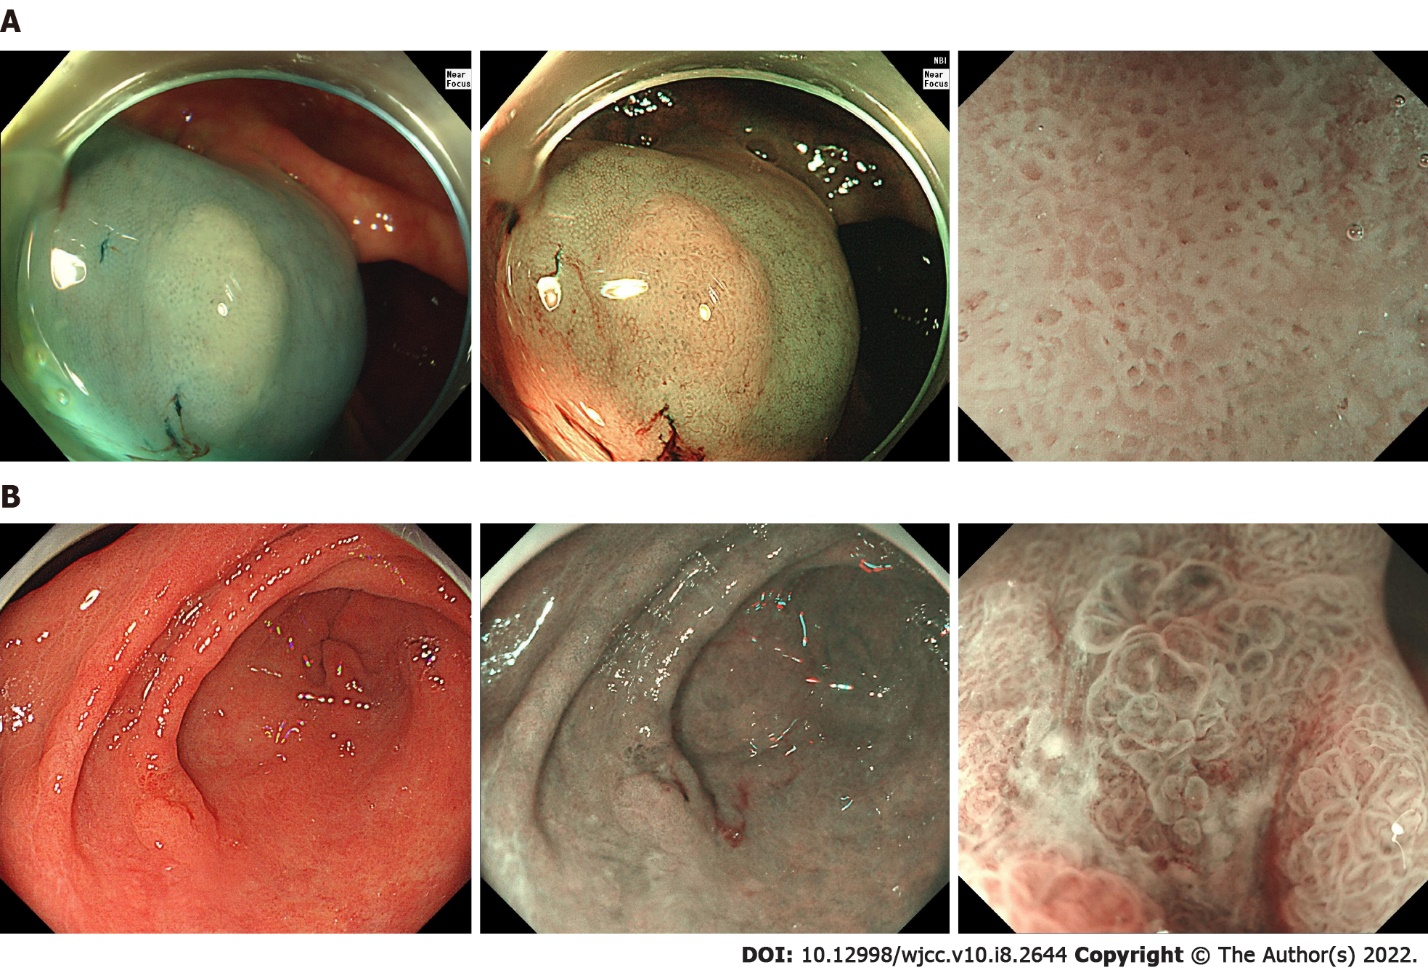 A
Near
Focus
NBI
Near
Focus
B
DOI: 10.12998/wjcc.v10.i8.2644 Copyright © The Author(s) 2022.